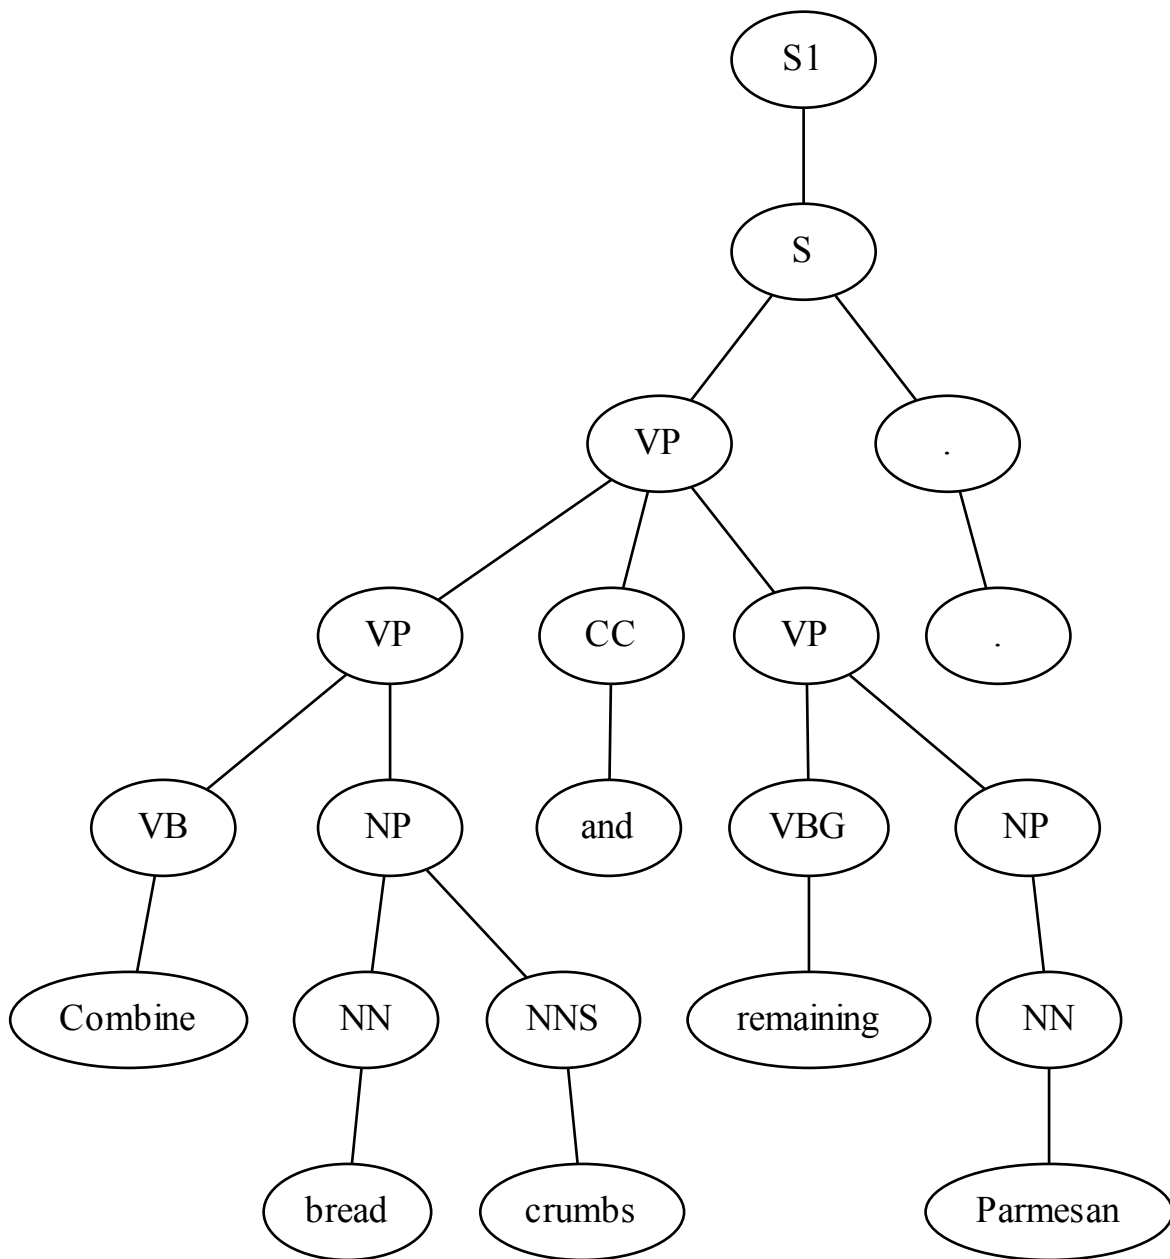 S1
S
VP .
VP CC VP .
VB NP and VBG NP
Combine NN NNS remaining NN
bread crumbs Parmesan